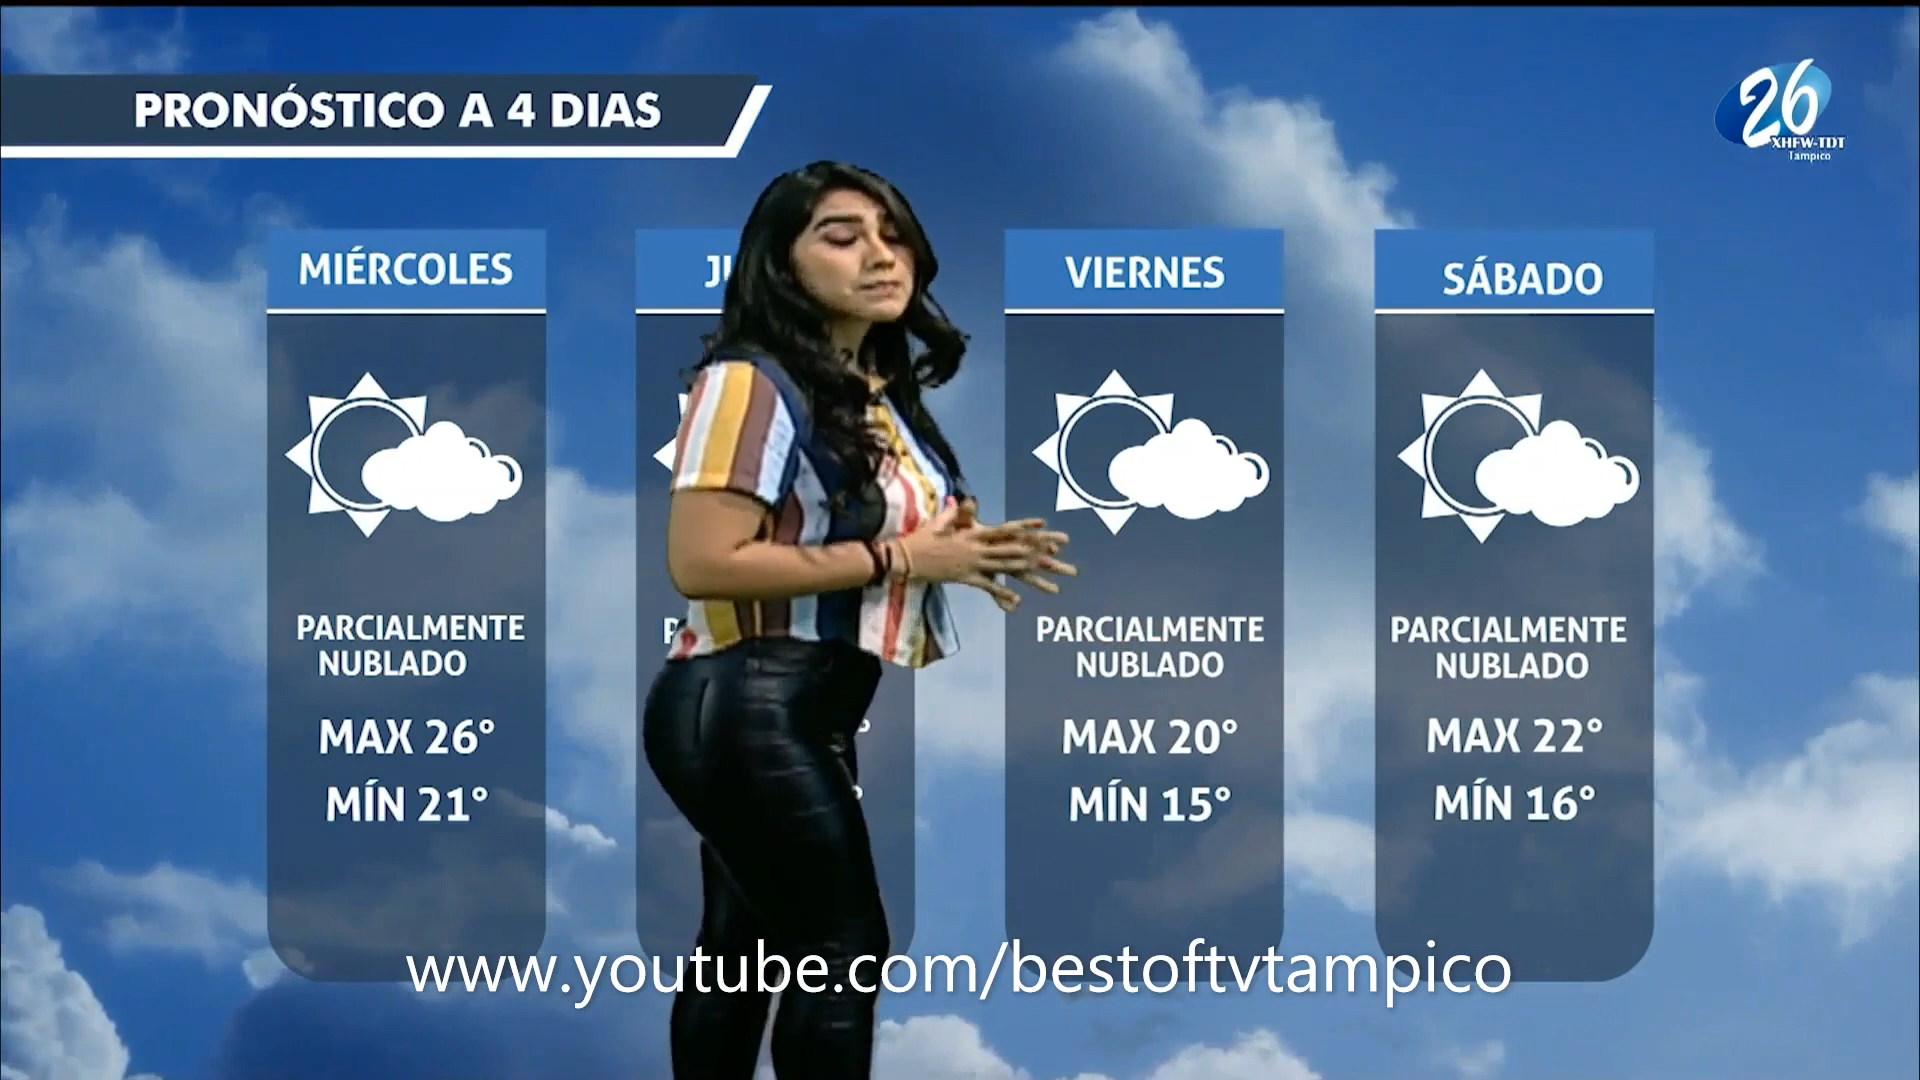 PRONÓSTICO A 4 DIAS
26
XHFW-TDT
Tampico
MIÉRCOLES
VIERNES
SÁBADO
PARCIALMENTE
NUBLADO
MAX 26°
MÍN 21°
PARCIALMENTE
NUBLADO
MAX 20°
MÍN 15°
PARCIALMENTE
NUBLADO
MAX 22°
MÍN 16°
www.youtube.com/bestoftvtampico